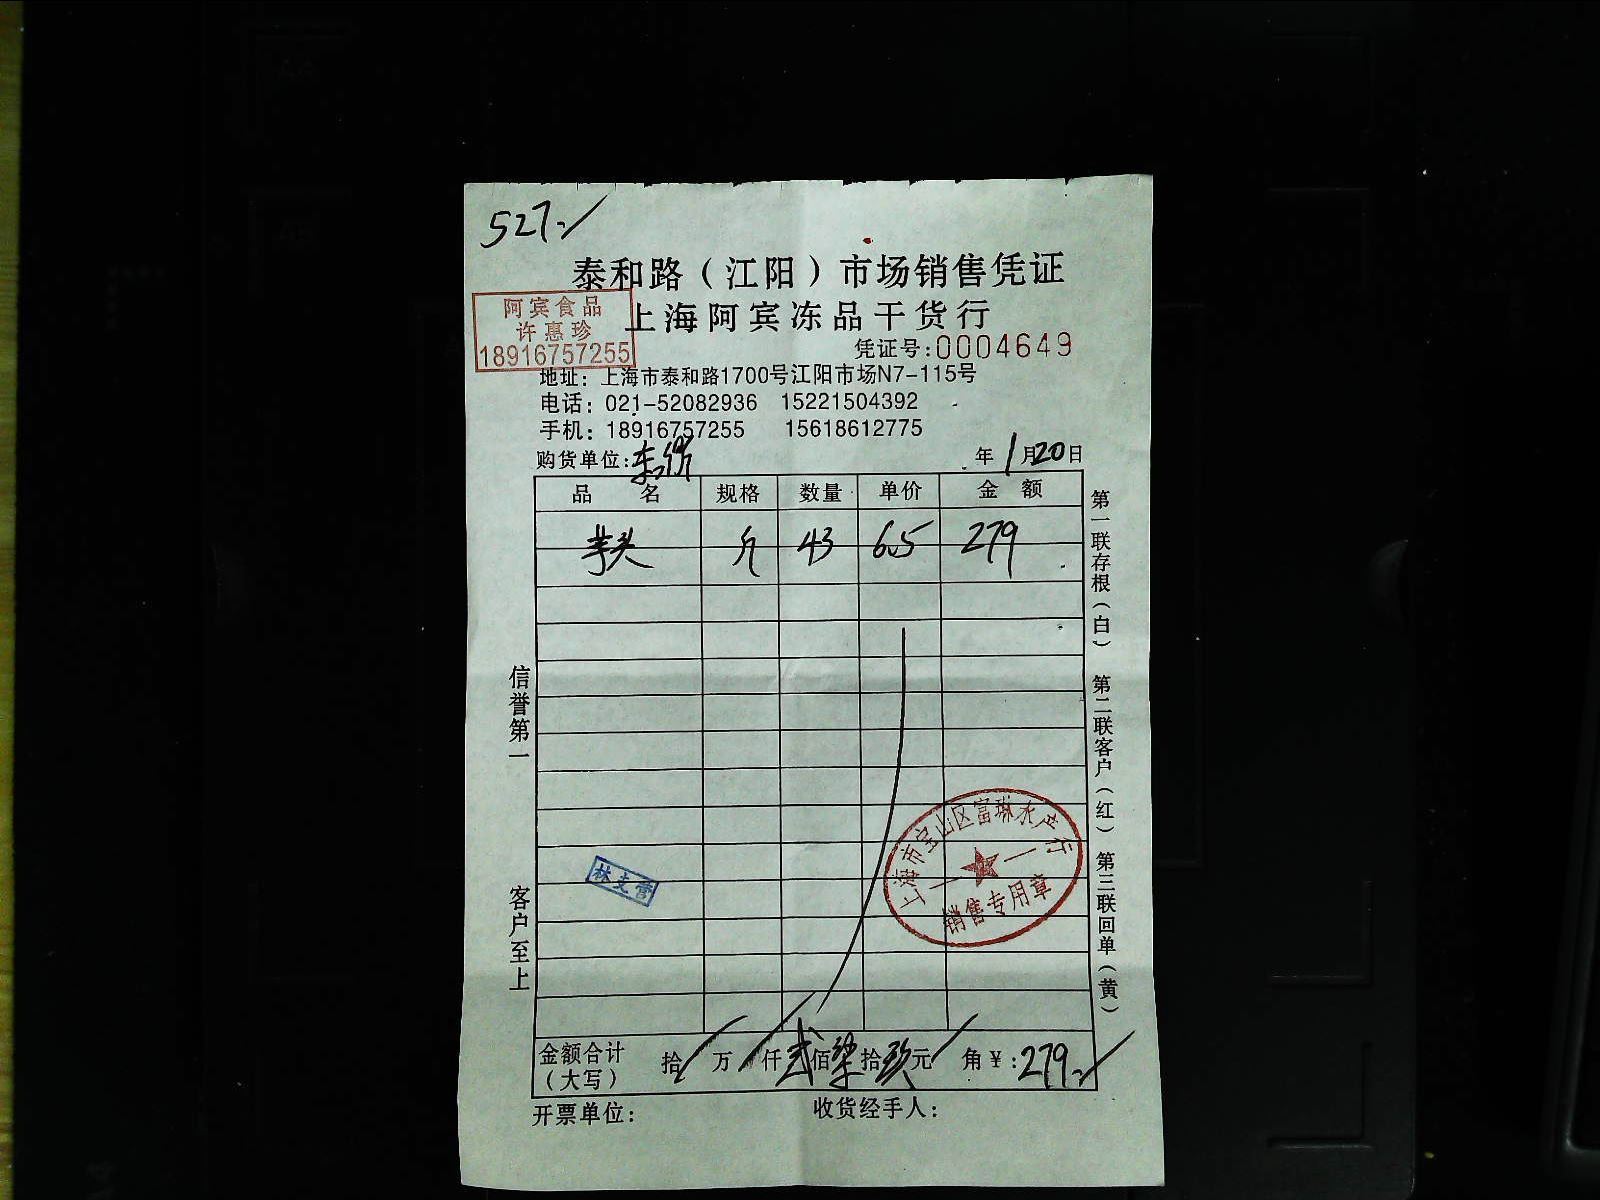 527
泰和路（江阳）市场销售凭证
上海阿宾冻品干货行
阿宾食品
许惠珍
18916757255
凭证号:0004649
地址：上海市泰和路1700号江阳市场N7-115号
电话：021-52082936 15221504392
手机：18916757255 15618612775
购货单位:
年1月20日
品名 规格 数量 单价 金额
芋头 斤 43 6.5 279
信誉第一
客户至上
第一联存根（白）
第二联客户（红）
第三联回单（黄）
上海市宝山区富琳水产行
销售专用章
林支营
金额合计（大写） 拾 万 仟 贰佰柒拾玖元 角￥:279
开票单位: 收货经手人: